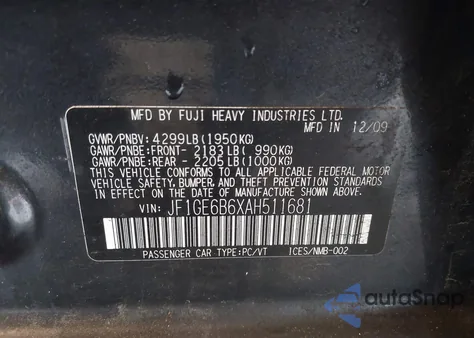 MFD BY FUJI HEAVY INDUSTRIES LTD.
MFD IN 12/09
GVWR/PNBV: 4299LB(1950KG)
GAWR/PNBE:FRONT- 2183LB( 990KG)
GAWR/PNBE:REAR - 2205LB(1000KG)
THIS VEHICLE CONFORMS TO ALL APPLICABLE FEDERAL MOTOR
VEHICLE SAFETY, BUMPER, AND THEFT PREVENTION STANDARDS
IN EFFECT ON THE DATE OF MANUFACTURE SHOWN ABOVE.
VIN: JF1GE6B6XAH511681
PASSENGER CAR TYPE:PC/VT ICES/NMB-002
autoSnap